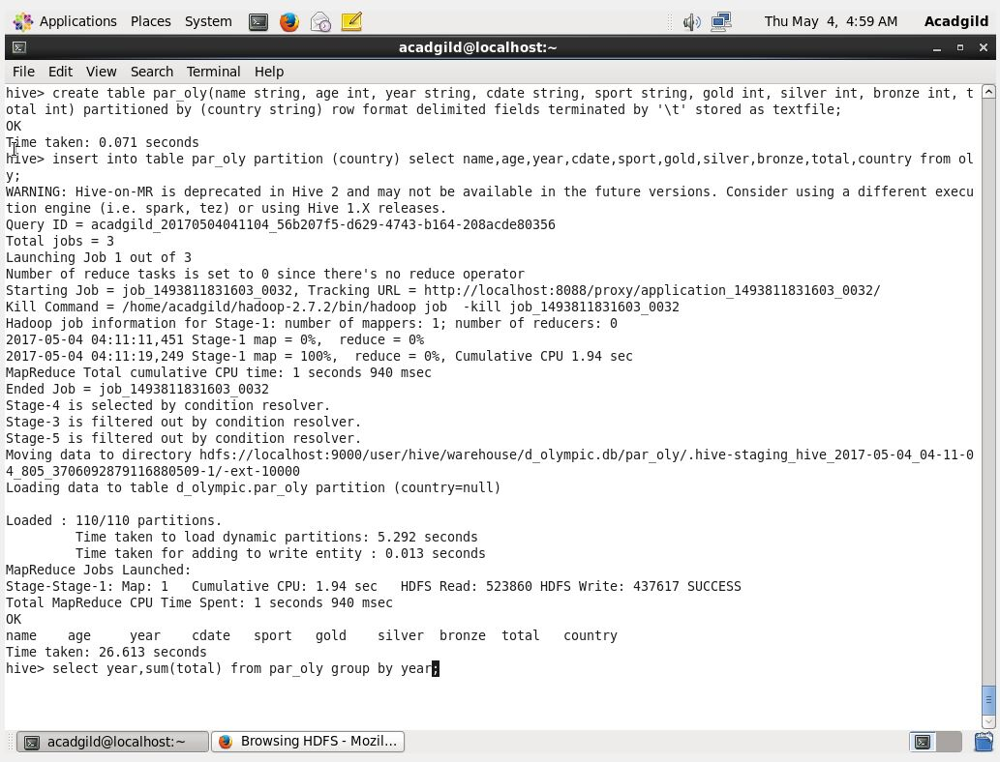 Applications Places System Thu May 4, 4:59 AM Acadgild
acadgild@localhost:~
File Edit View Search Terminal Help
hive> create table par_oly(name string, age int, year string, cdate string, sport string, gold int, silver int, bronze int, t
otal int) partitioned by (country string) row format delimited fields terminated by '\t' stored as textfile;
OK
Time taken: 0.071 seconds
hive> insert into table par_oly partition (country) select name,age,year,cdate,sport,gold,silver,bronze,total,country from ol
y;
WARNING: Hive-on-MR is deprecated in Hive 2 and may not be available in the future versions. Consider using a different execu
tion engine (i.e. spark, tez) or using Hive 1.X releases.
Query ID = acadgild_20170504041104_56b207f5-d629-4743-b164-208acde80356
Total jobs = 3
Launching Job 1 out of 3
Number of reduce tasks is set to 0 since there's no reduce operator
Starting Job = job_1493811831603_0032, Tracking URL = http://localhost:8088/proxy/application_1493811831603_0032/
Kill Command = /home/acadgild/hadoop-2.7.2/bin/hadoop job  -kill job_1493811831603_0032
Hadoop job information for Stage-1: number of mappers: 1; number of reducers: 0
2017-05-04 04:11:11,451 Stage-1 map = 0%,  reduce = 0%
2017-05-04 04:11:19,249 Stage-1 map = 100%,  reduce = 0%, Cumulative CPU 1.94 sec
MapReduce Total cumulative CPU time: 1 seconds 940 msec
Ended Job = job_1493811831603_0032
Stage-4 is selected by condition resolver.
Stage-3 is filtered out by condition resolver.
Stage-5 is filtered out by condition resolver.
Moving data to directory hdfs://localhost:9000/user/hive/warehouse/d_olympic.db/par_oly/.hive-staging_hive_2017-05-04_04-11-0
4_805_3706092879116880509-1/-ext-10000
Loading data to table d_olympic.par_oly partition (country=null)
Loaded : 110/110 partitions.
Time taken to load dynamic partitions: 5.292 seconds
Time taken for adding to write entity : 0.013 seconds
MapReduce Jobs Launched:
Stage-Stage-1: Map: 1   Cumulative CPU: 1.94 sec   HDFS Read: 523860 HDFS Write: 437617 SUCCESS
Total MapReduce CPU Time Spent: 1 seconds 940 msec
OK
name    age     year    cdate   sport   gold    silver  bronze  total   country
Time taken: 26.613 seconds
hive> select year,sum(total) from par_oly group by year;
acadgild@localhost:~ Browsing HDFS - Mozil...